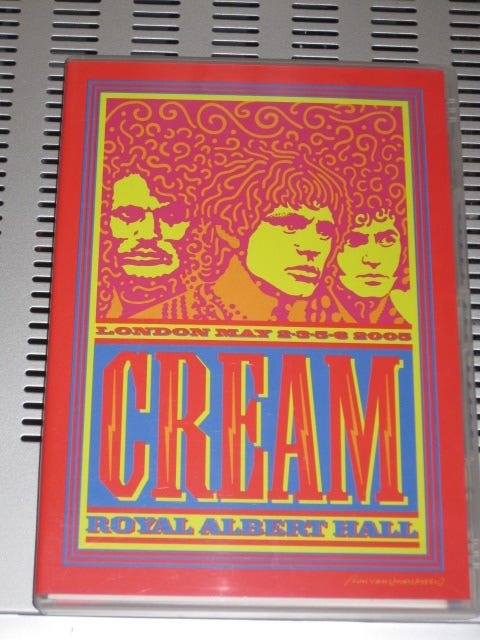 LONDON MAY 2-3-5-6 2005
CREAM
ROYAL ALBERT HALL